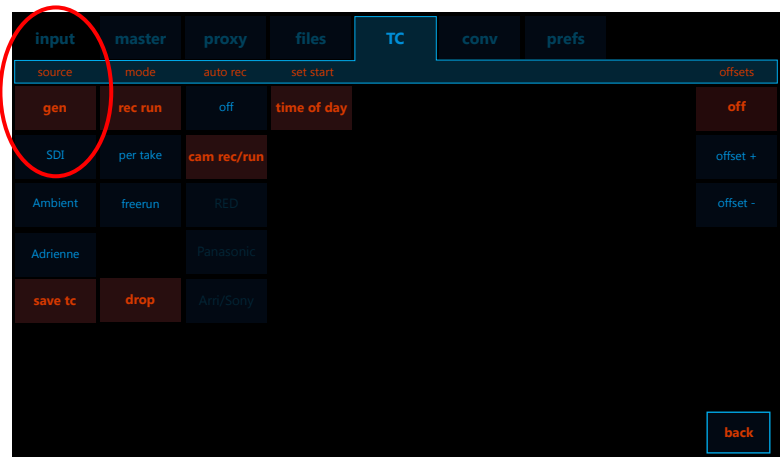 input master proxy files TC conv prefs
source mode auto rec set start offsets
gen rec run off time of day off
SDI per take cam rec/run offset +
Ambient freerun RED offset -
Adrienne Panasonic
save tc drop Arri/Sony
back